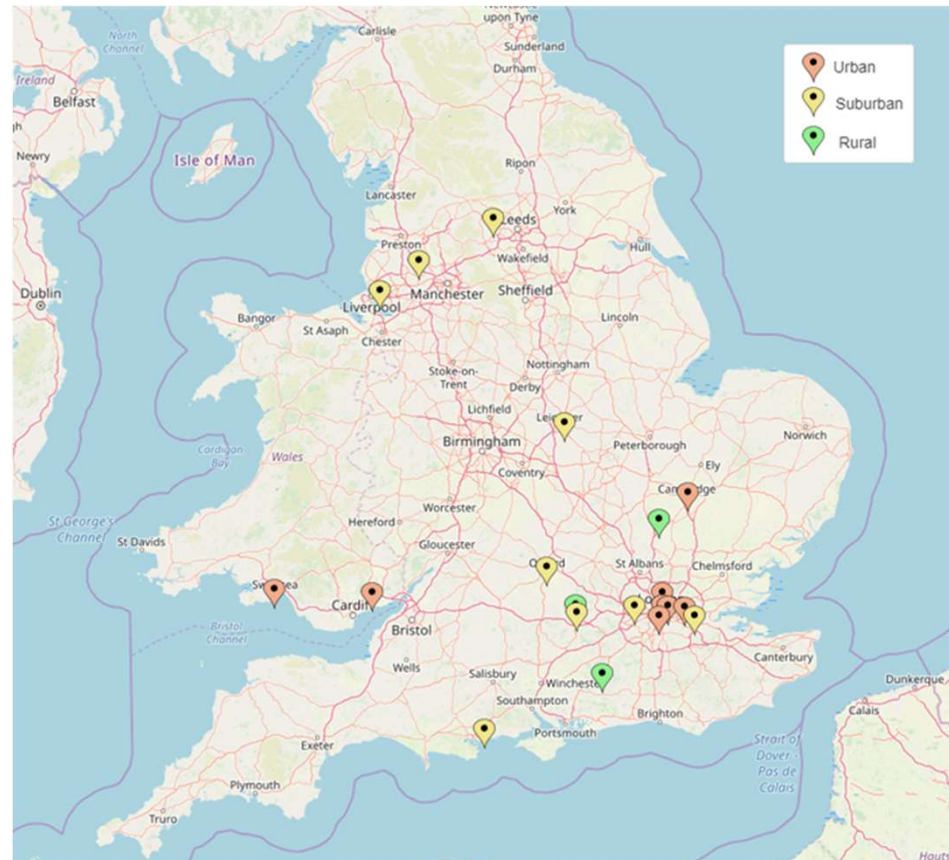 Newcastle
upon Tyne
North
Channel
Carlisle
Sunderland
Durham
Urban
Suburban
Rural
Ireland
Belfast
gh
Newry
Isle of Man
Ripon
Lancaster
York
Leeds
Preston
Wakefield
Hull
Dublin
Liverpool
Manchester
Sheffield
Bangor
St Asaph
Chester
Lincoln
Stoke-on-
Trent
Nottingham
Derby
Lichfield
Peterborough
Norwich
Birmingham
Coventry
Ely
Cardigan
Bay
Wales
Worcester
Hereford
St George's
Channel
St Davids
Gloucester
St Albans
Chelmsford
Cardiff
Bristol
Channel
Bristol
Wells
Canterbury
Salisbury
Winchester
Southampton
Brighton
Portsmouth
Dunkerque
Calais
Strait of
Dover -
Pas de
Calais
Exeter
Plymouth
Truro
Hauts